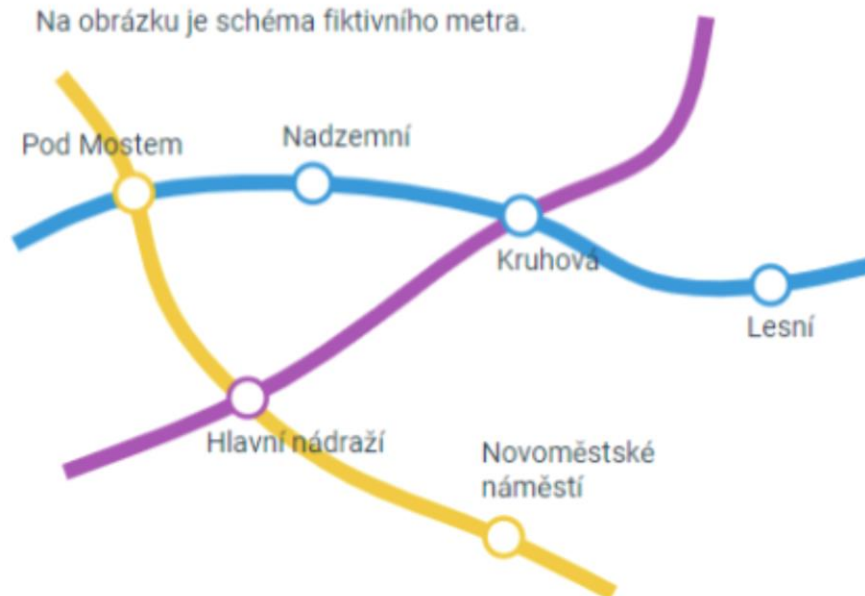 Na obrázku je schéma fiktivního metra.
Pod Mostem
Nadzemní
Kruhová
Lesní
Hlavní nádraží
Novoměstské
náměstí